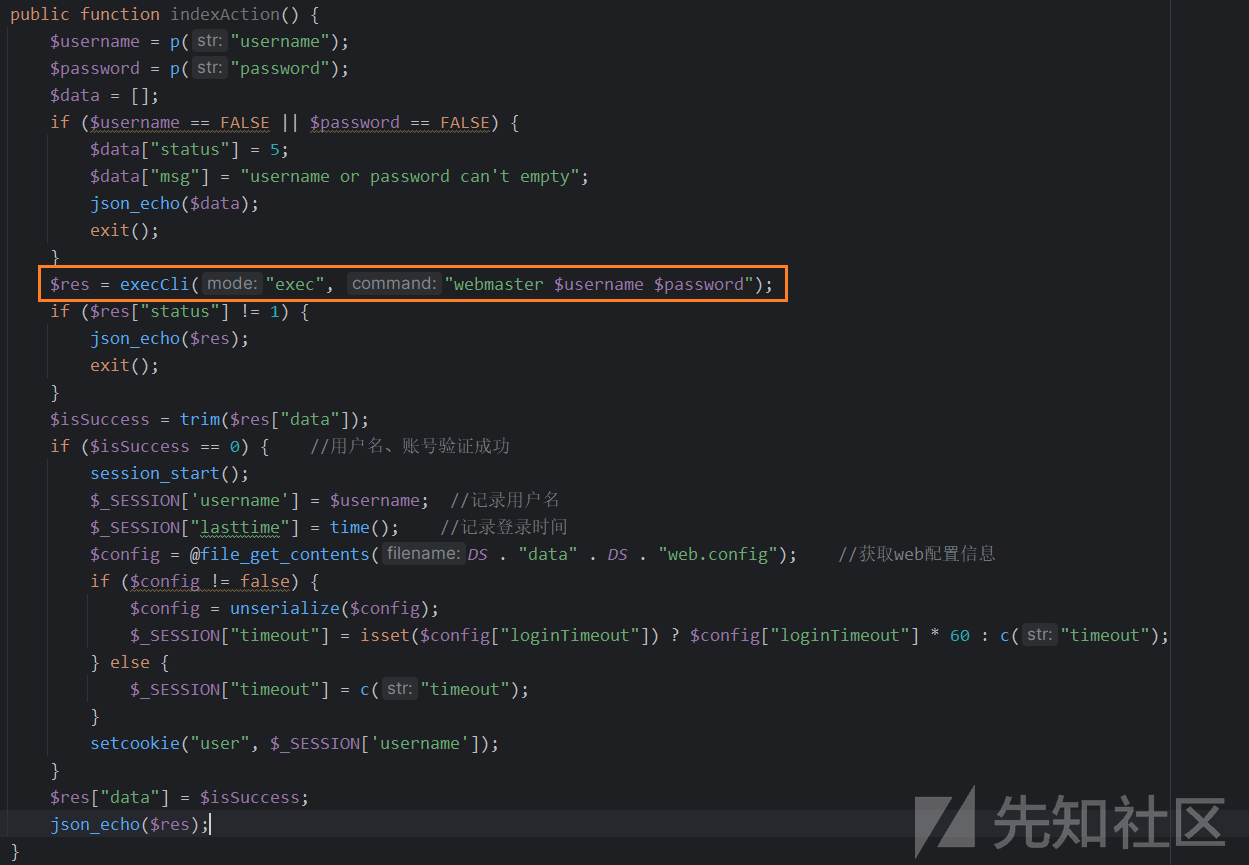 public function indexAction() {
$username = p( str: "username");
$password = p( str: "password");
$data = [];
if ($username == FALSE || $password == FALSE) {
$data["status"] = 5;
$data["msg"] = "username or password can't empty";
json_echo($data);
exit();
}
$res = execCli( mode: "exec", command: "webmaster $username $password");
if ($res["status"] != 1) {
json_echo($res);
exit();
}
$isSuccess = trim($res["data"]);
if ($isSuccess == 0) { //用户名、账号验证成功
session_start();
$_SESSION['username'] = $username; //记录用户名
$_SESSION["lasttime"] = time(); //记录登录时间
$config = @file_get_contents( filename: DS . "data" . DS . "web.config"); //获取web配置信息
if ($config != false) {
$config = unserialize($config);
$_SESSION["timeout"] = isset($config["loginTimeout"]) ? $config["loginTimeout"] * 60 : c( str: "timeout");
} else {
$_SESSION["timeout"] = c( str: "timeout");
}
setcookie("user", $_SESSION['username']);
}
$res["data"] = $isSuccess;
json_echo($res);
}
先知社区